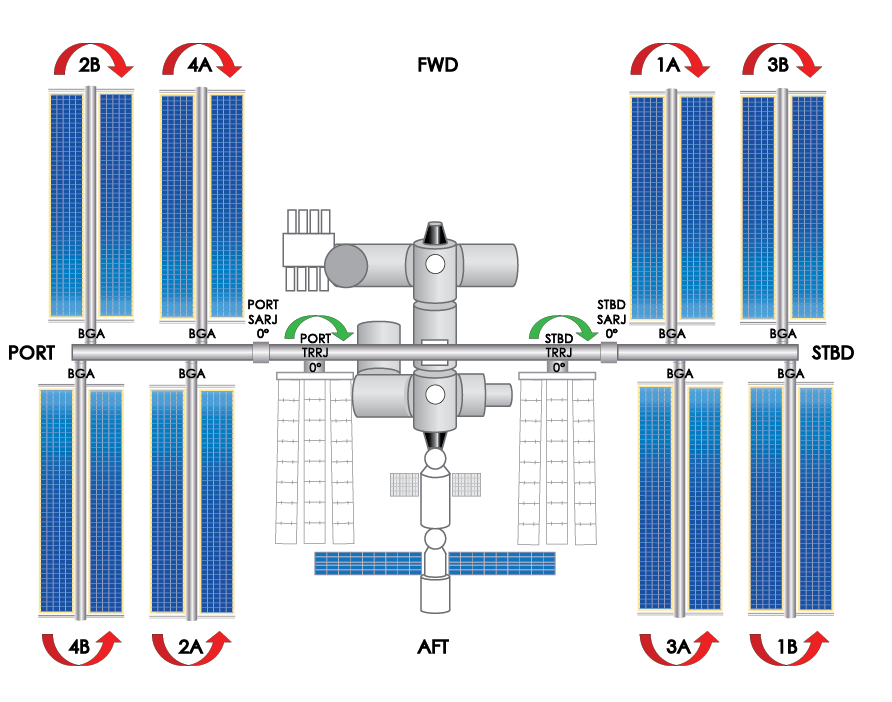 2B
4A
FWD
1A
3B
PORT
SARJ
0°
STBD
SARJ
0°
BGA
BGA
PORT
STBD
BGA
BGA
PORT
TRRJ
TRRJ
STBD
0°
0°
BGA
BGA
BGA
BGA
4B
2A
AFT
3A
1B